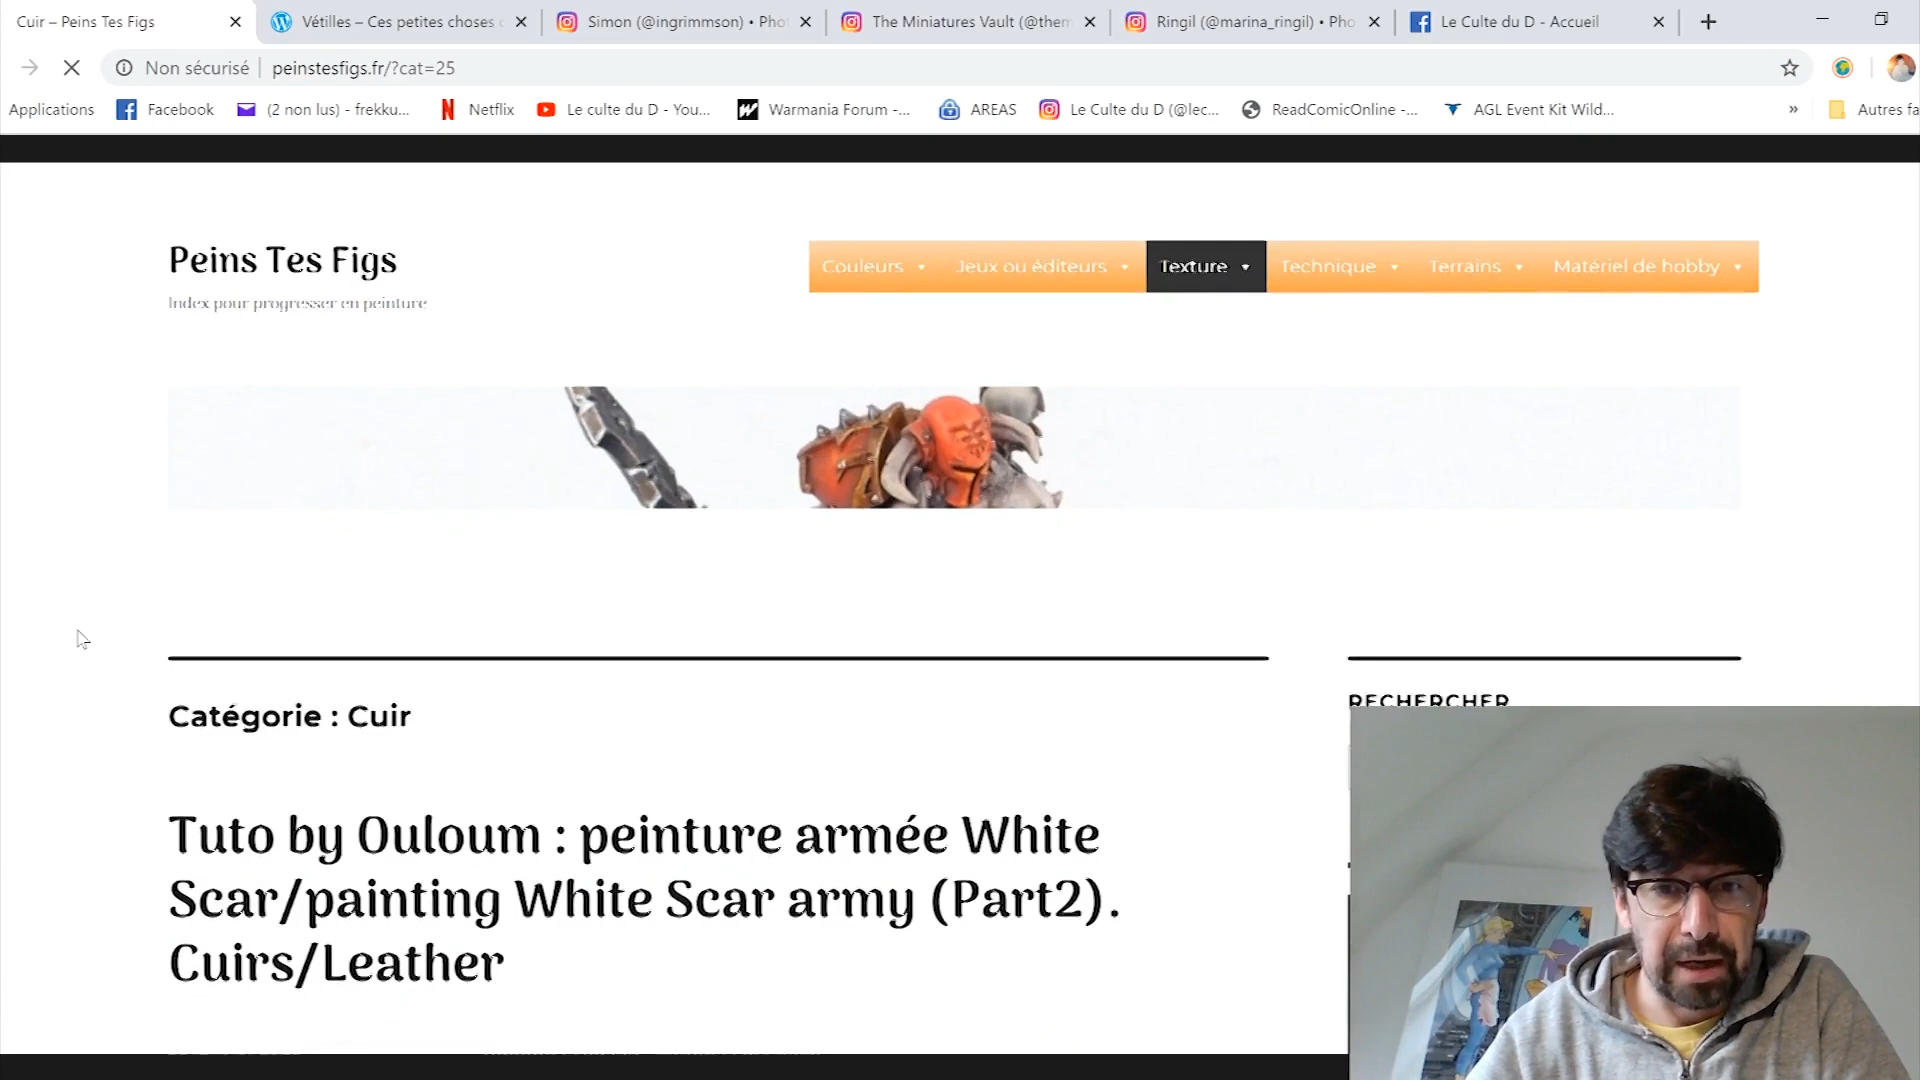 Cuir – Peins Tes Figs
Vétilles – Ces petites choses
Simon (@ingrimmson) • Phot
The Miniatures Vault (@them
Ringil (@marina_ringil) • Pho
Le Culte du D - Accueil
Non sécurisé
peinstesfigs.fr/?cat=25
Applications
Facebook
(2 non lus) - frekku...
Netflix
Le culte du D - You...
Warmania Forum -...
AREAS
Le Culte du D (@lec...
ReadComicOnline -...
AGL Event Kit Wild...
»
Autres fa
Peins Tes Figs
Index pour progresser en peinture
Couleurs
Jeux ou éditeurs
Texture
Technique
Terrains
Matériel de hobby
Catégorie : Cuir
RECHERCHER
Tuto by Ouloum : peinture armée White
Scar/painting White Scar army (Part2).
Cuirs/Leather